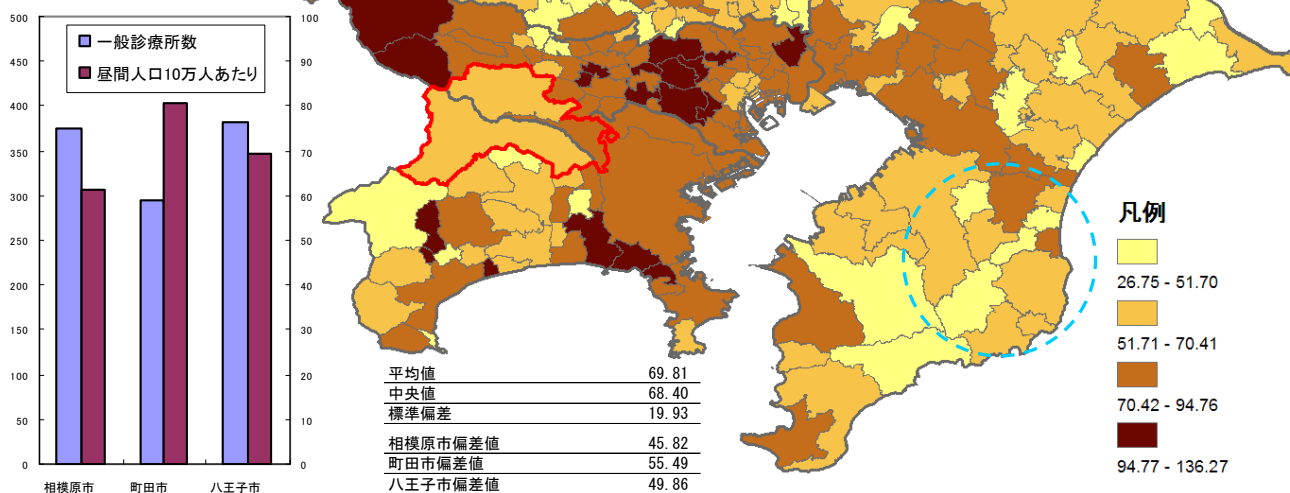 500
450
400
350
300
250
200
150
100
50
0
一般診療所数
昼間人口10万人あたり
100
90
80
70
60
50
40
30
20
10
0
相模原市 町田市 八王子市
平均値 69.81
中央値 68.40
標準偏差 19.93
相模原市偏差値 45.82
町田市偏差値 55.49
八王子市偏差値 49.86
凡例
26.75 - 51.70
51.71 - 70.41
70.42 - 94.76
94.77 - 136.27